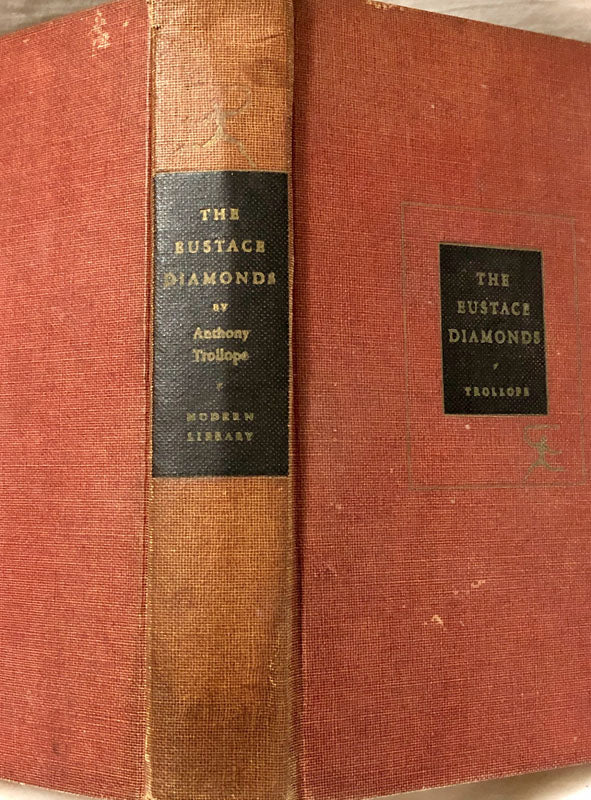 THE
EUSTACE
DIAMONDS
BY
Anthony
Trollope
MODERN
LIBRARY
THE
EUSTACE
DIAMONDS
TROLLOPE